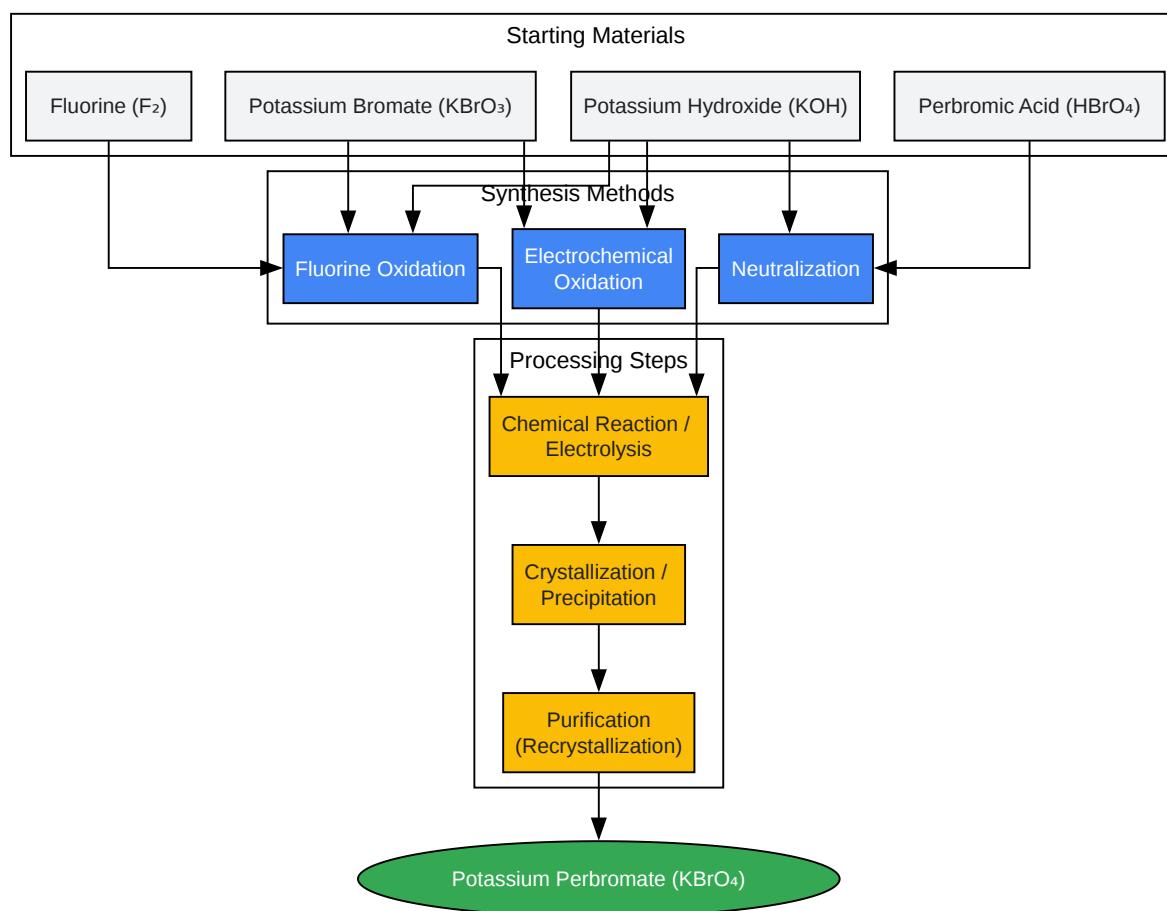 Starting Materials
Fluorine (F₂)
Potassium Bromate (KBrO₃)
Potassium Hydroxide (KOH)
Perbromic Acid (HBrO₄)
Synthesis Methods
Fluorine Oxidation
Electrochemical
Oxidation
Neutralization
Processing Steps
Chemical Reaction /
Electrolysis
Crystallization /
Precipitation
Purification
(Recrystallization)
Potassium Perbromate (KBrO₄)